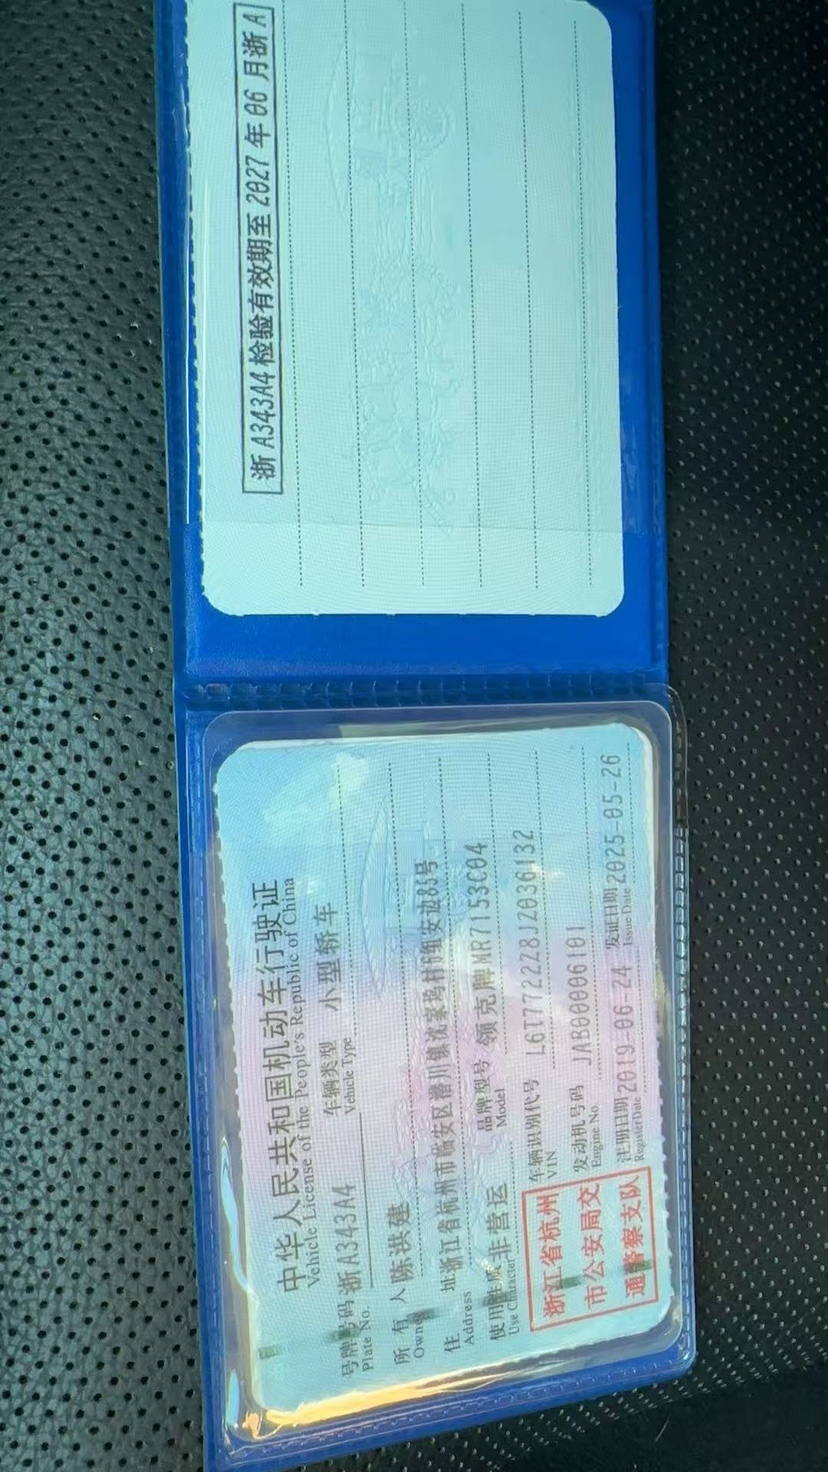 浙A343A4检验有效期至2027年06月浙A
中华人民共和国机动车行驶证
Vehicle License of the People's Republic of China
号牌号码 浙A343A4 车辆类型 小型轿车
Plate No. Vehicle Type
所有人 陈洪建
Owner
住址 浙江省杭州市临安区潜川镇沈家坞村
Address
使用性质 非营运 品牌型号 领克牌MR7153C04
Use Character Model
车辆识别代号 L6T7722Z8JZ036132
VIN
发动机号码 JAB00006101
Engine No.
注册日期 2019-06-24 发证日期 2025-05-26
Register Date Issue Date
浙江省杭州
市公安局交
通警察支队